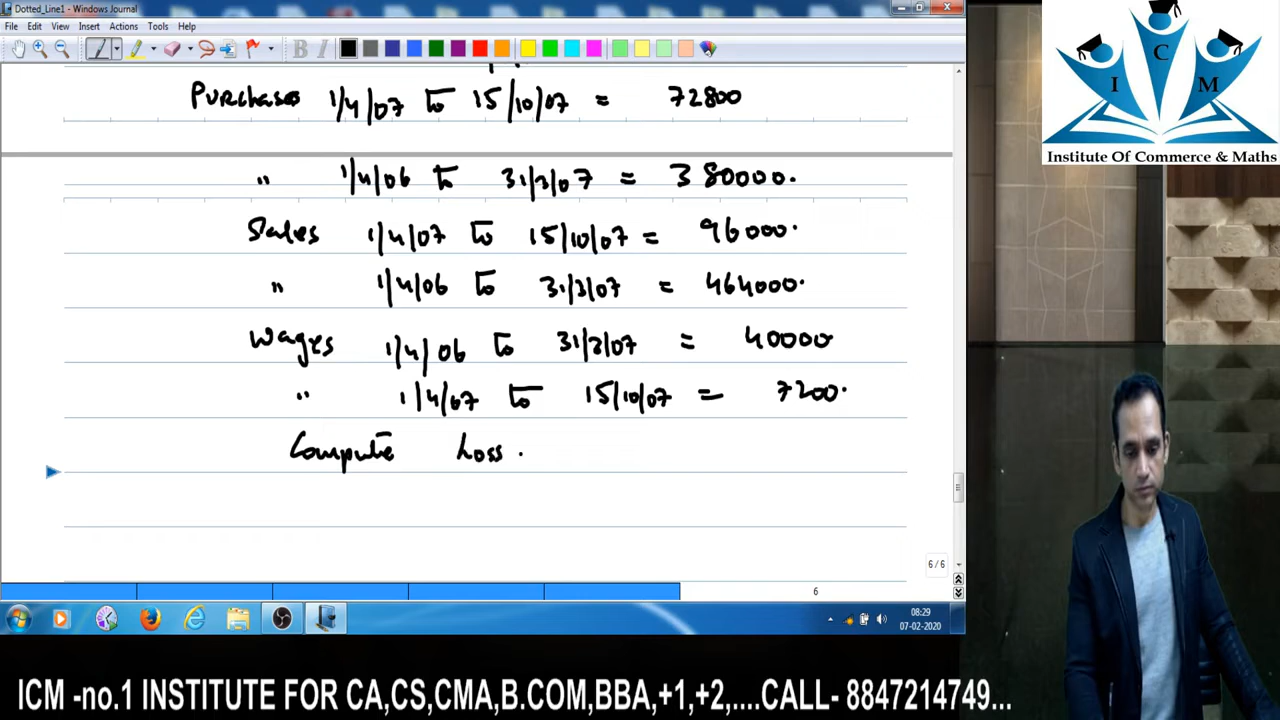 Dotted_Line1 - Windows Journal
File Edit View Insert Actions Tools Help
B I
Purchases 1/4/07 to 15/10/07 = 72800
" 1/4/06 to 31/3/07 = 380000.
Sales 1/4/07 to 15/10/07 = 96000.
" 1/4/06 to 31/3/07 = 464000.
Wages 1/4/06 to 31/3/07 = 40000
" 1/4/07 to 15/10/07 = 7200.
Compute Loss.
6 / 6
6
08:29
07-02-2020
I C M
Institute Of Commerce & Maths
ICM -no.1 INSTITUTE FOR CA,CS,CMA,B.COM,BBA,+1,+2,....CALL- 8847214749...